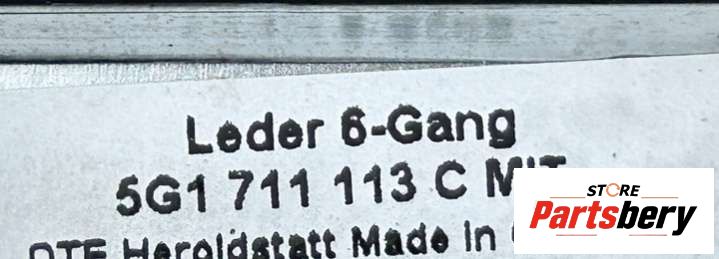 Leder 6-Gang
5G1 711 113 C
Heroldstatt Made In
STORE
Partsbery